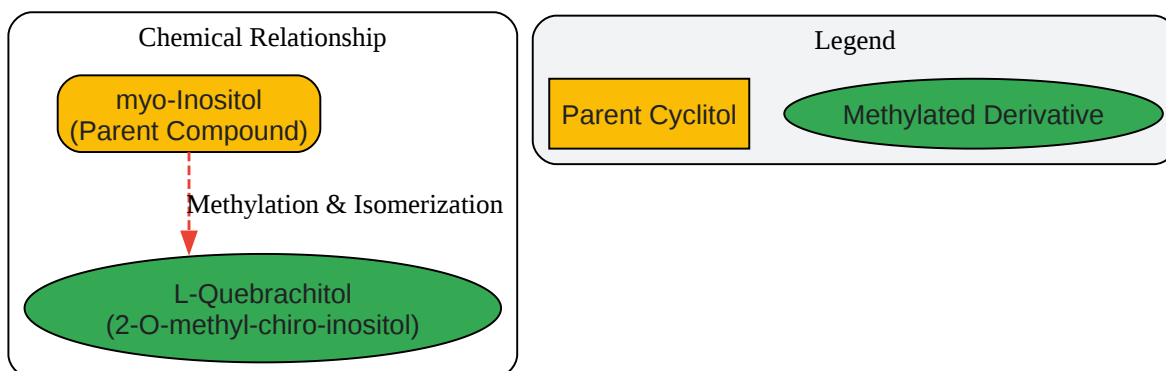 Chemical Relationship
myo-Inositol
(Parent Compound)
Methylation & Isomerization
L-Quebrachitol
(2-O-methyl-chiro-inositol)
Legend
Parent Cyclitol
Methylated Derivative